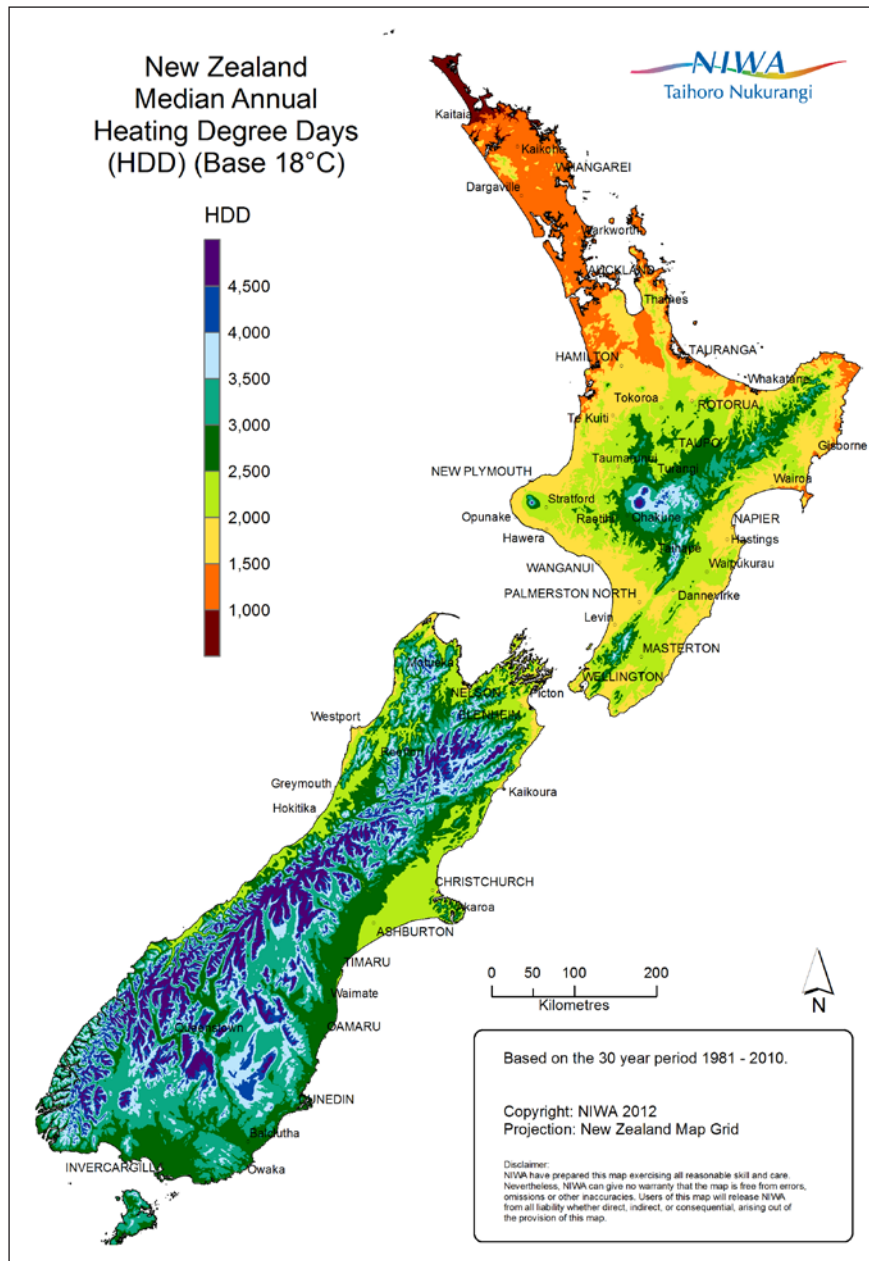 New Zealand
Median Annual
Heating Degree Days
(HDD) (Base 18°C)
NIWA
Taihoro Nukurangi
HDD
4,500
4,000
3,500
3,000
2,500
2,000
1,500
1,000
Kaitaia
Kaikohe
WHANGAREI
Dargaville
Warkworth
AUCKLAND
Thames
HAMILTON
TAURANGA
Whakatane
Tokoroa
ROTORUA
Te Kuiti
TAUPO
Gisborne
Taumarunui
Turangi
NEW PLYMOUTH
Wairoa
Stratford
Opunake
Raetihi
Ohakune
NAPIER
Hawera
Hastings
Taihape
Waipukurau
WANGANUI
PALMERSTON NORTH
Dannevirke
Levin
MASTERTON
WELLINGTON
Motueka
NELSON
Picton
Westport
BLENHEIM
Reefton
Greymouth
Kaikoura
Hokitika
CHRISTCHURCH
Akaroa
ASHBURTON
TIMARU
Waimate
Queenstown
OAMARU
DUNEDIN
Balclutha
INVERCARGILL
Owaka
0 50 100 200
Kilometres
N
Based on the 30 year period 1981 - 2010.
Copyright: NIWA 2012
Projection: New Zealand Map Grid
Disclaimer:
NIWA have prepared this map exercising all reasonable skill and care.
Nevertheless, NIWA can give no warranty that the map is free from errors,
omissions or other inaccuracies. Users of this map will release NIWA
from all liability whether direct, indirect, or consequential, arising out of
the provision of this map.